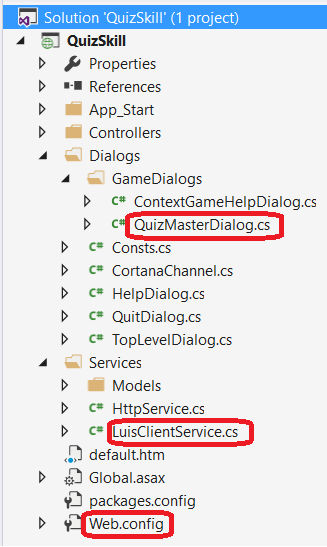 Solution 'QuizSkill' (1 project)
QuizSkill
Properties
References
App_Start
Controllers
Dialogs
GameDialogs
C# ContextGameHelpDialog.cs
C# QuizMasterDialog.cs
C# Consts.cs
C# CortanaChannel.cs
C# HelpDialog.cs
C# QuitDialog.cs
C# TopLevelDialog.cs
Services
Models
C# HttpService.cs
C# LuisClientService.cs
default.htm
Global.asax
packages.config
Web.config